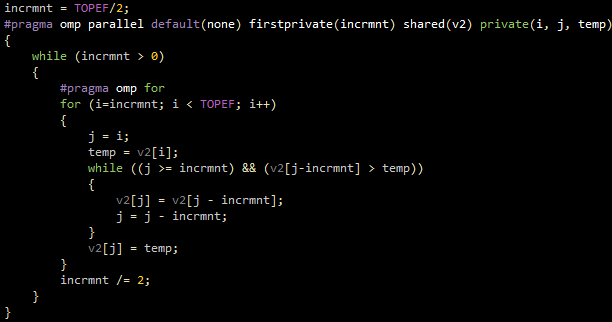 incrmnt = TOPEF/2;
#pragma omp parallel default(none) firstprivate(incrmnt) shared(v2) private(i, j, temp)
{
    while (incrmnt > 0)
    {
        #pragma omp for
        for (i=incrmnt; i < TOPEF; i++)
        {
            j = i;
            temp = v2[i];
            while ((j >= incrmnt) && (v2[j-incrmnt] > temp))
            {
                v2[j] = v2[j - incrmnt];
                j = j - incrmnt;
            }
            v2[j] = temp;
        }
        incrmnt /= 2;
    }
}